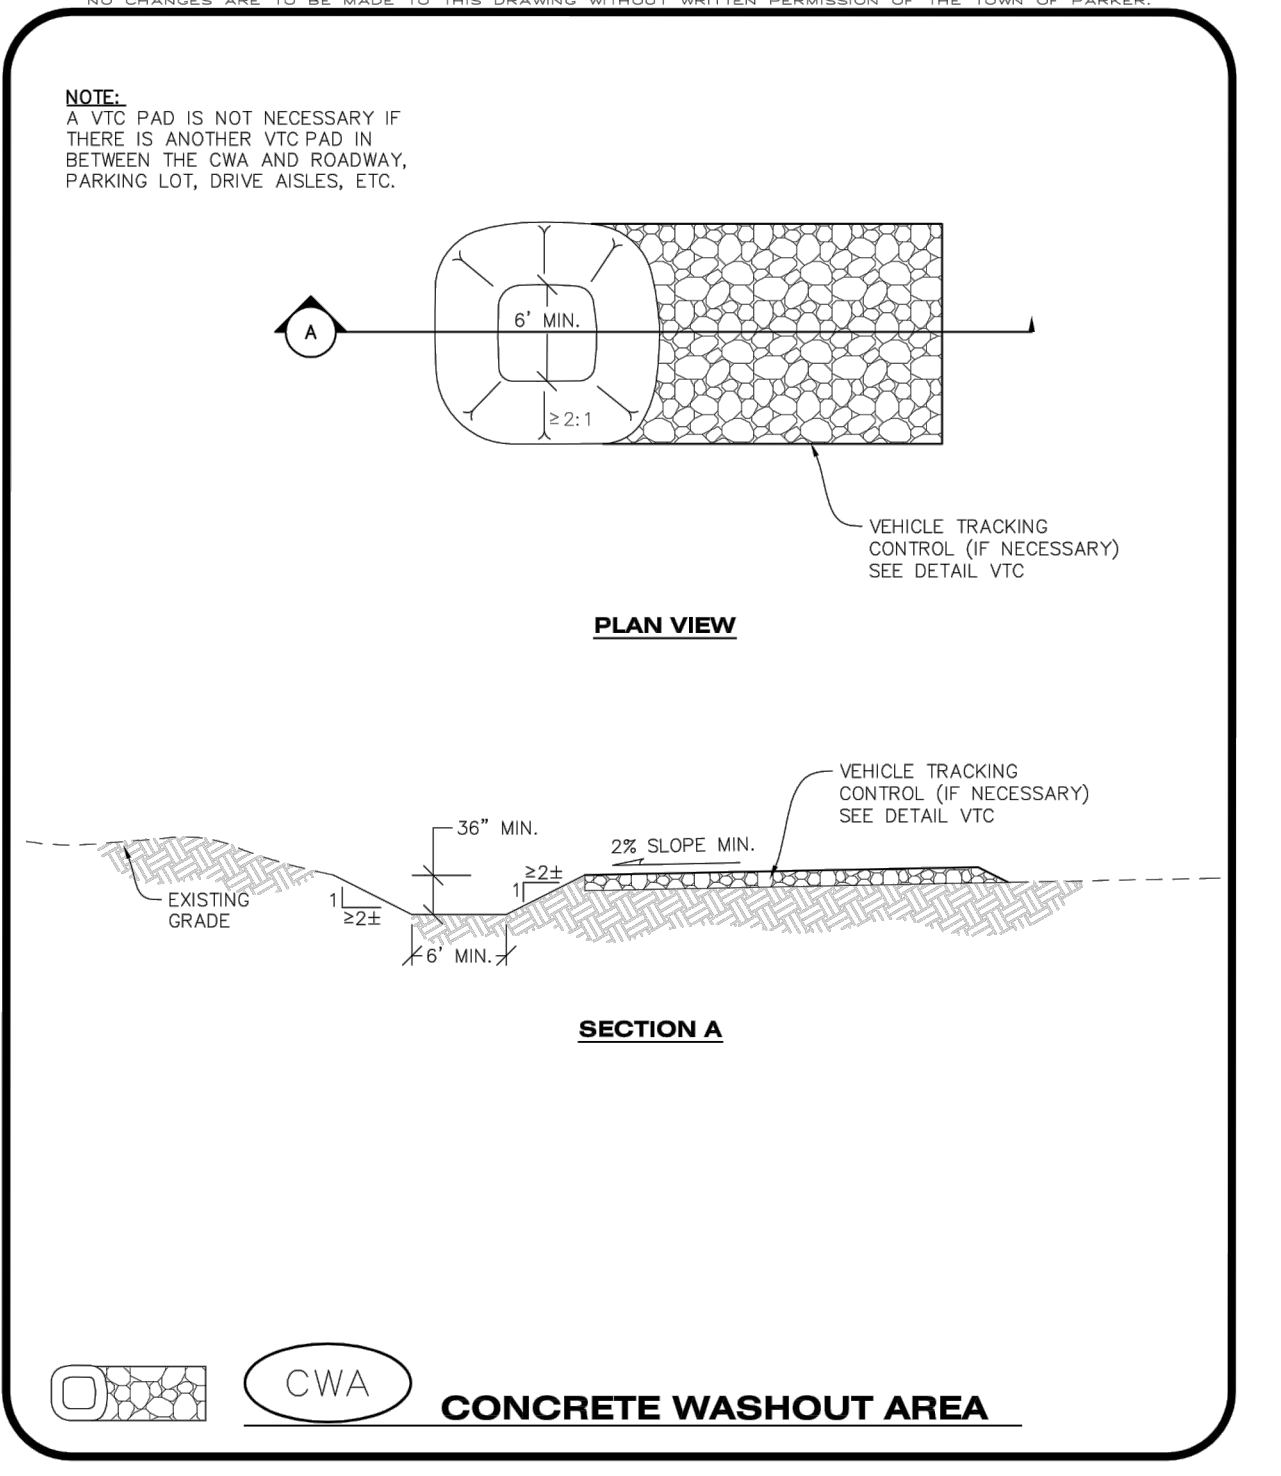 NO CHANGES ARE TO BE MADE TO THIS DRAWING WITHOUT WRITTEN PERMISSION OF THE TOWN OF PARKER.
NOTE:
A VTC PAD IS NOT NECESSARY IF
THERE IS ANOTHER VTC PAD IN
BETWEEN THE CWA AND ROADWAY,
PARKING LOT, DRIVE AISLES, ETC.
A
6' MIN.
≥2:1
VEHICLE TRACKING
CONTROL (IF NECESSARY)
SEE DETAIL VTC
PLAN VIEW
VEHICLE TRACKING
CONTROL (IF NECESSARY)
SEE DETAIL VTC
36" MIN.
2% SLOPE MIN.
≥2±
1
EXISTING
GRADE
1
≥2±
6' MIN.
SECTION A
CWA
CONCRETE WASHOUT AREA